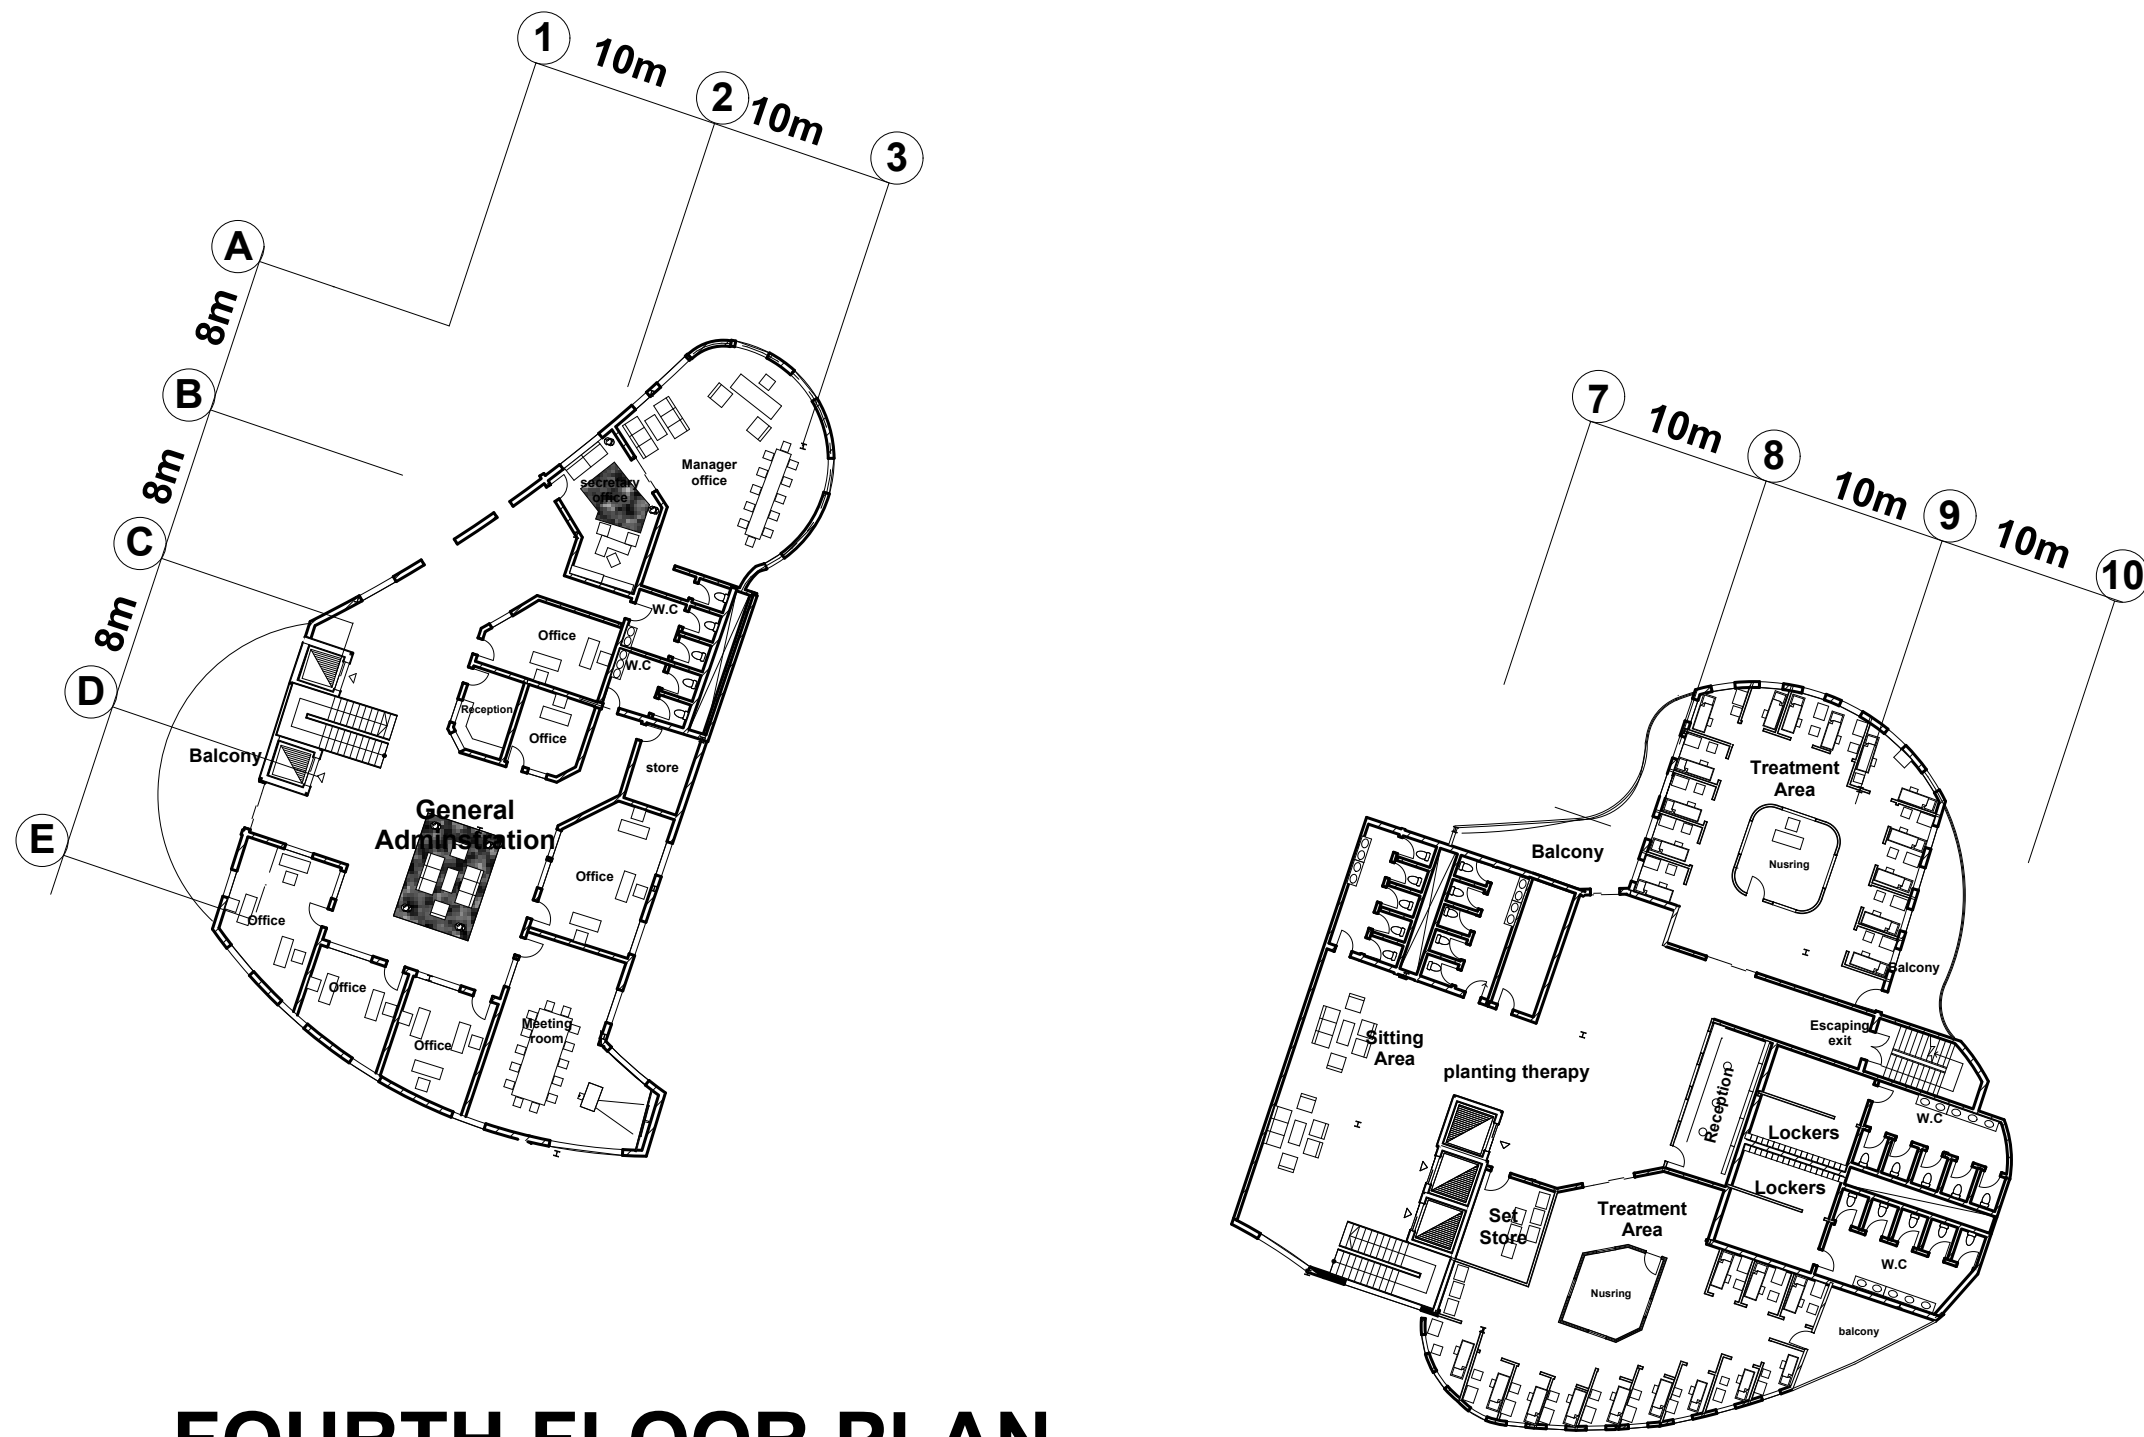 1
10m
2
10m
3
A
8m
B
8m
C
8m
D
E
Manager
office
secretary
office
W.C
Office
W.C
Reception
Office
store
Balcony
General
Adminstration
Office
Office
Office
Office
Meeting
room
7
10m
8
10m
9
10m
10
Treatment
Area
Nusring
Balcony
Balcony
Escaping
exit
Sitting
Area
planting therapy
Reception
Lockers
W.C
Lockers
Set
Store
Treatment
Area
W.C
Nusring
balcony
FOURTH FLOOR PLAN